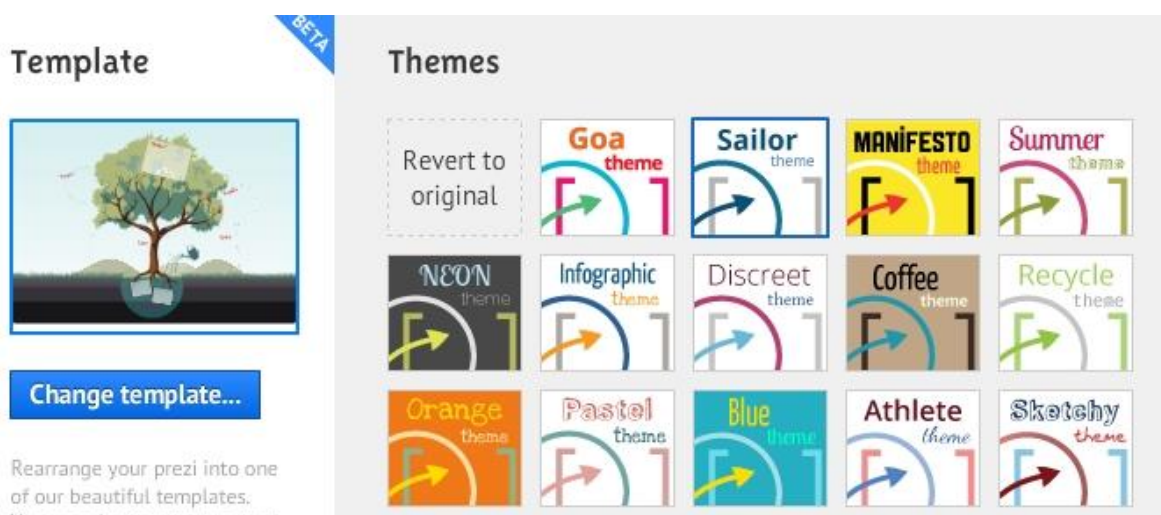 BETA
Template
Change template...
Rearrange your prezi into one
of our beautiful templates.
Themes
Revert to
original
Goa
theme
Sailor
theme
MANiFESTO
theme
Summer
theme
NEON
theme
Infographic
theme
Discreet
theme
Coffee
theme
Recycle
theme
Orange
theme
Pastel
theme
Blue
theme
Athlete
theme
Sketchy
theme